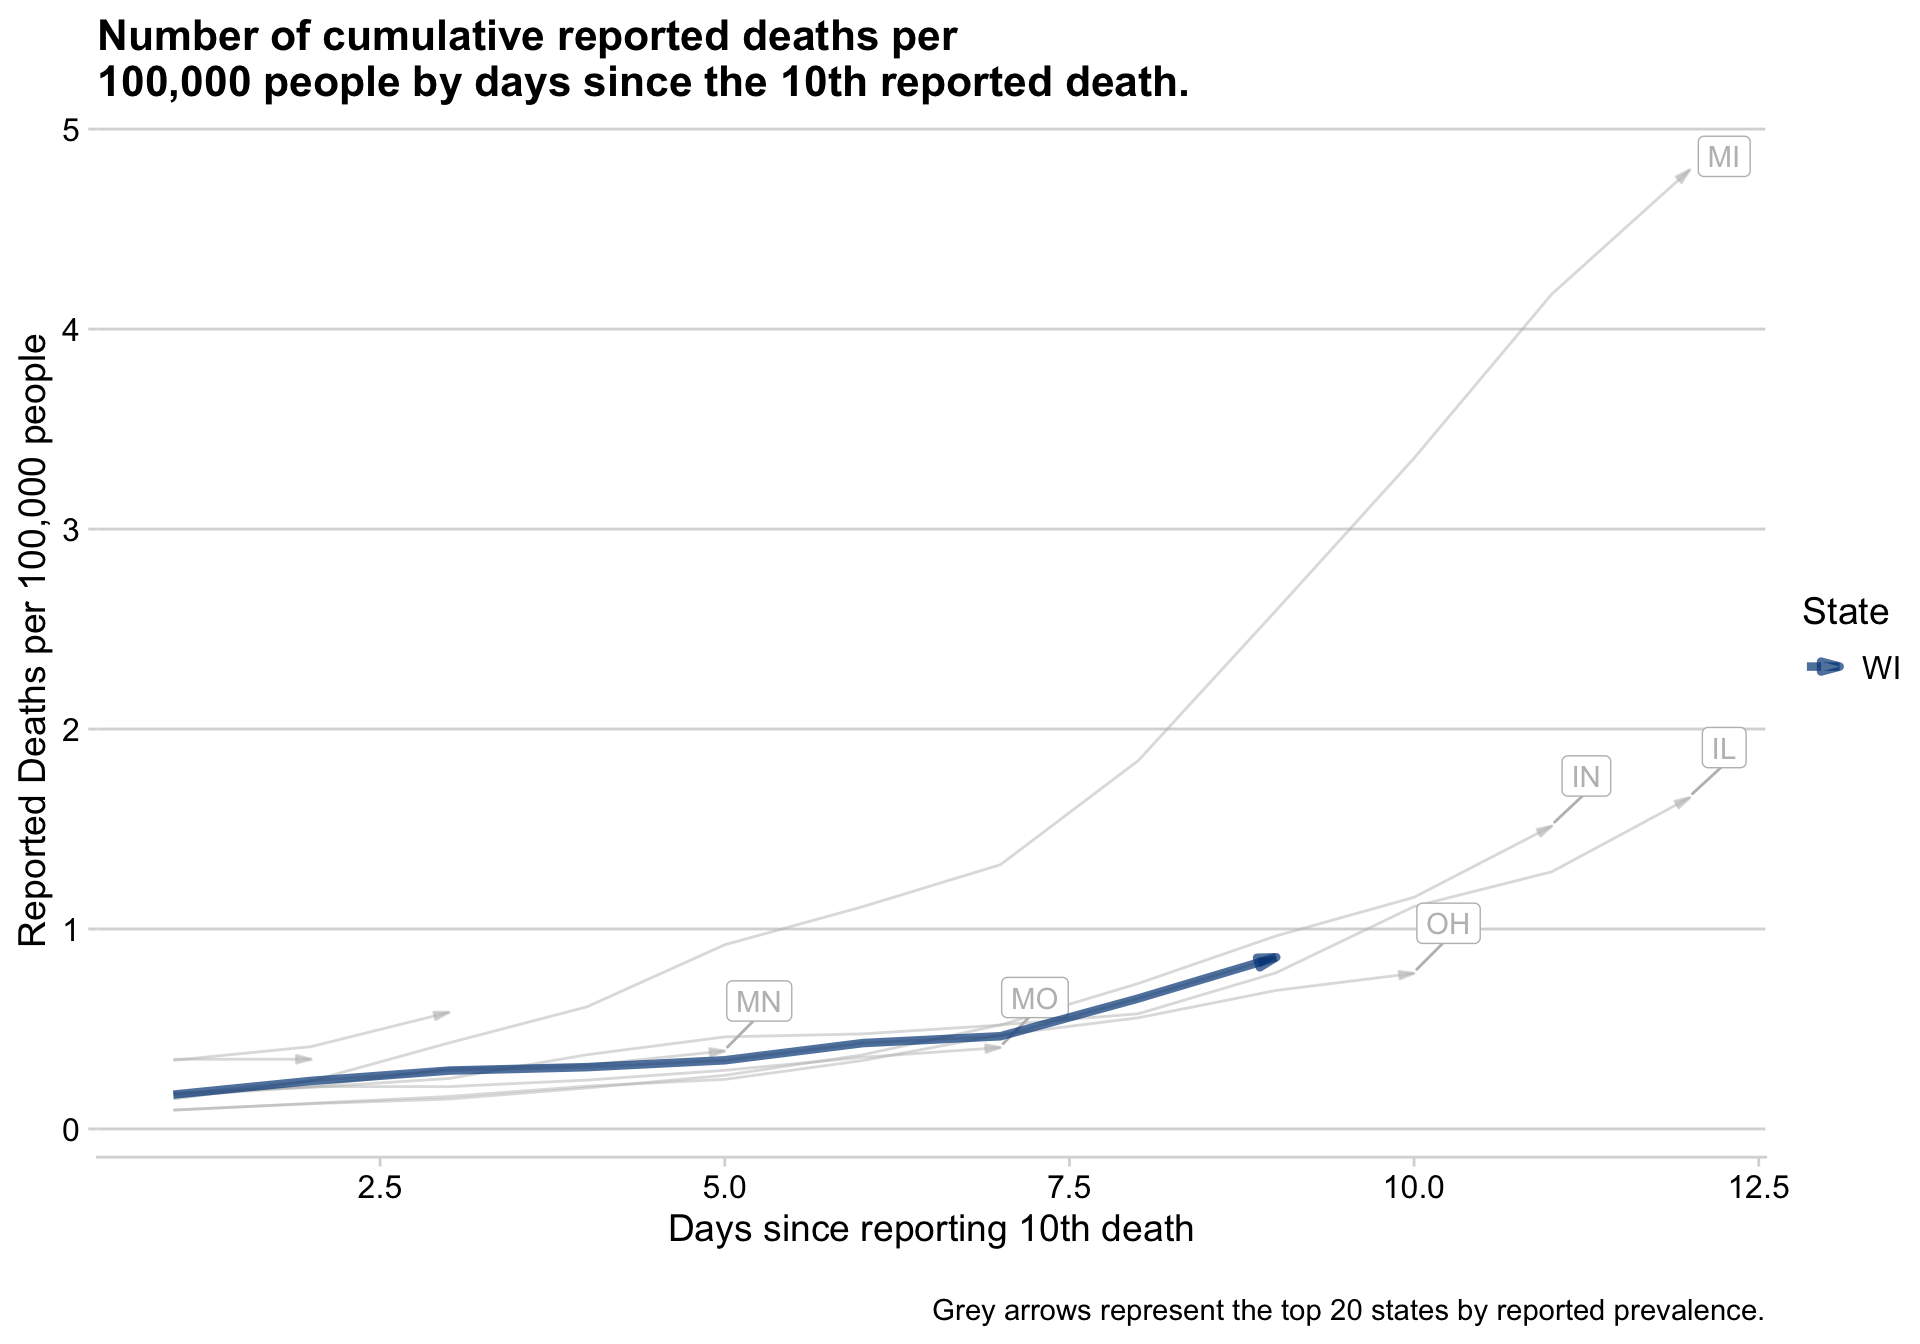 Number of cumulative reported deaths per
100,000 people by days since the 10th reported death.
Reported Deaths per 100,000 people
5
4
3
2
1
0
MI
IL
IN
OH
MO
MN
State
WI
2.5 5.0 7.5 10.0 12.5
Days since reporting 10th death
Grey arrows represent the top 20 states by reported prevalence.